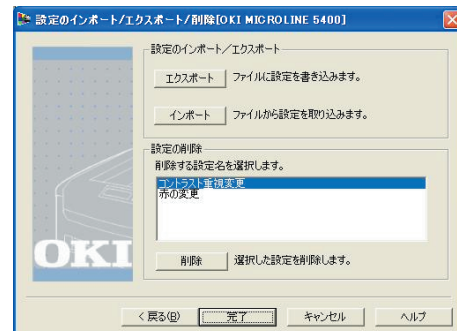 設定のインポート/エクスポート/削除[OKI MICROLINE 5400]
設定のインポート／エクスポート
エクスポート ファイルに設定を書き込みます。
インポート ファイルから設定を取り込みます。
設定の削除
削除する設定名を選択します。
コントラスト重視変更
赤の変更
OKI
削除 選択した設定を削除します。
< 戻る(B) 完了 キャンセル ヘルプ